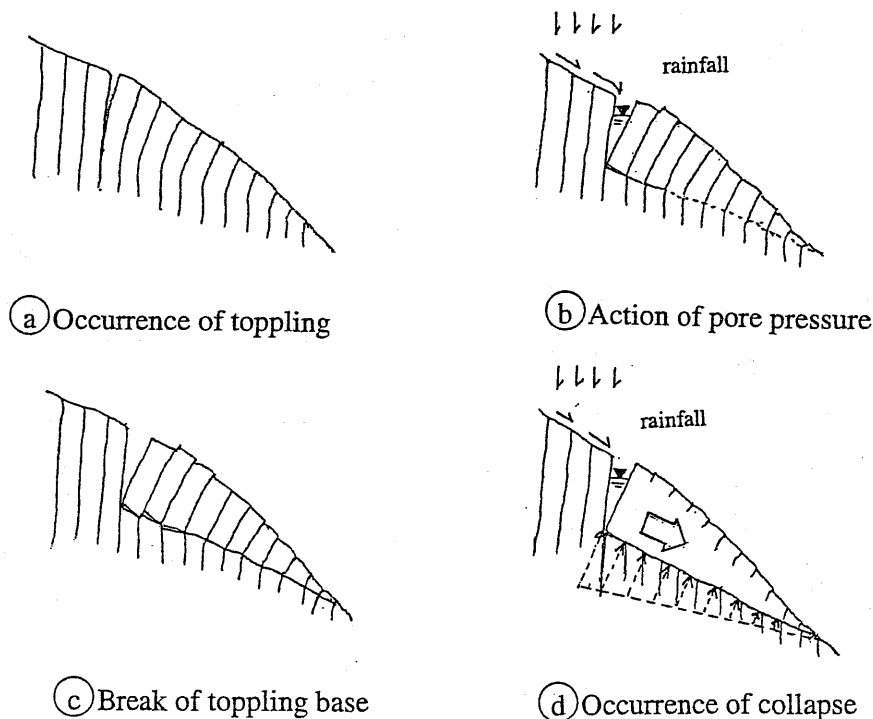 rainfall
ⓐ Occurrence of toppling
ⓑ Action of pore pressure
rainfall
ⓒ Break of toppling base
ⓓ Occurrence of collapse